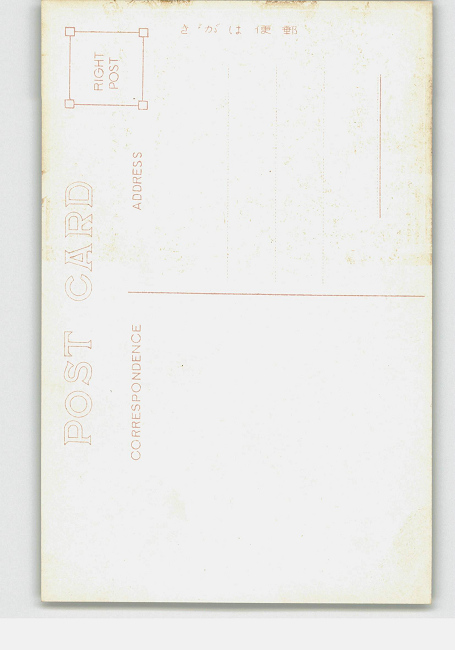 きがは便郵
RIGHT
POST
POST CARD
ADDRESS
CORRESPONDENCE